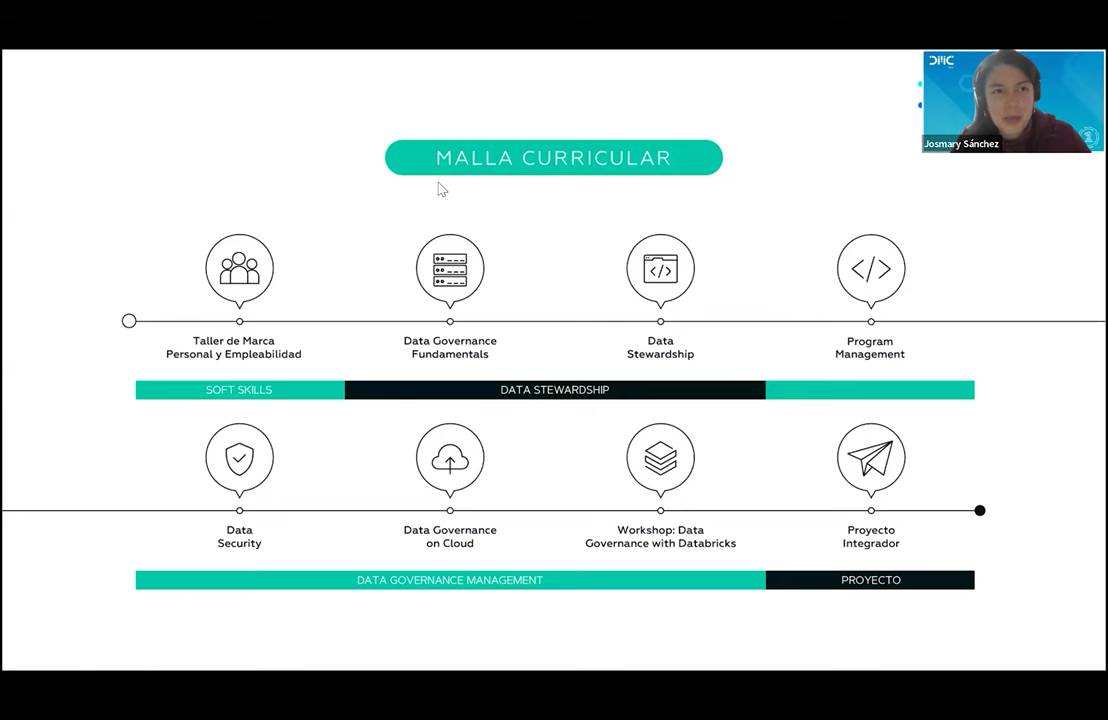 DMC
Josmary Sánchez
MALLA CURRICULAR
Taller de Marca
Personal y Empleabilidad
Data Governance
Fundamentals
Data
Stewardship
Program
Management
SOFT SKILLS
DATA STEWARDSHIP
Data
Security
Data Governance
on Cloud
Workshop: Data
Governance with Databricks
Proyecto
Integrador
DATA GOVERNANCE MANAGEMENT
PROYECTO